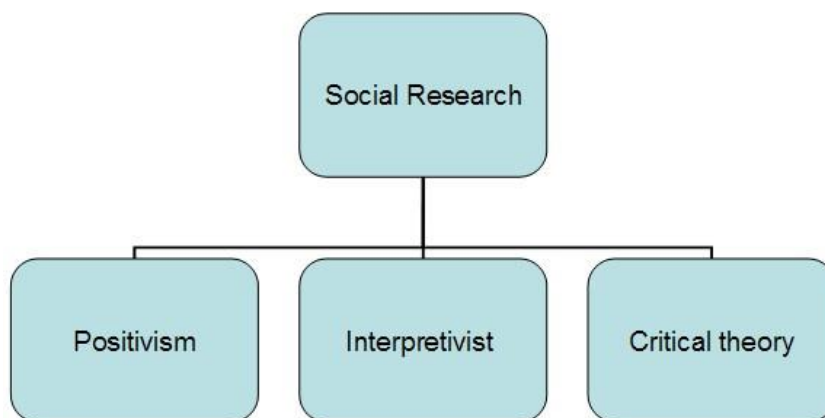 Social Research
Positivism
Interpretivist
Critical theory